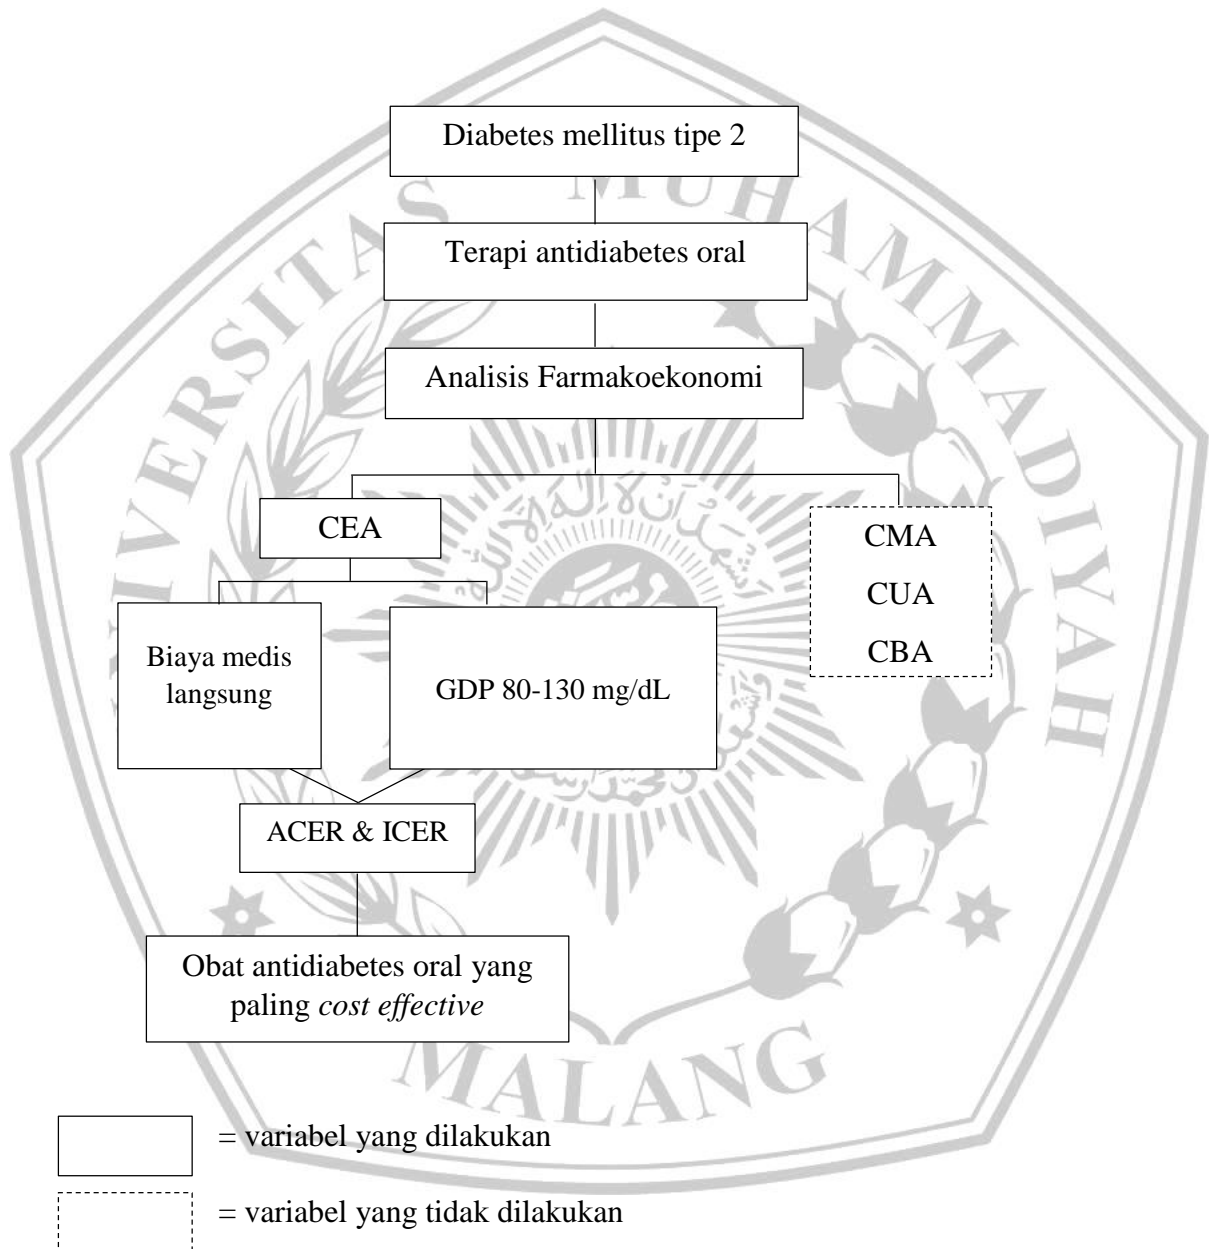 Diabetes mellitus tipe 2
UNIVERSITAS MUHAMMADIYAH
Terapi antidiabetes oral
Analisis Farmakoekonomi
CEA
CMA
CUA
CBA
Biaya medis
langsung
GDP 80-130 mg/dL
ACER & ICER
Obat antidiabetes oral yang
paling cost effective
MALANG
= variabel yang dilakukan
= variabel yang tidak dilakukan